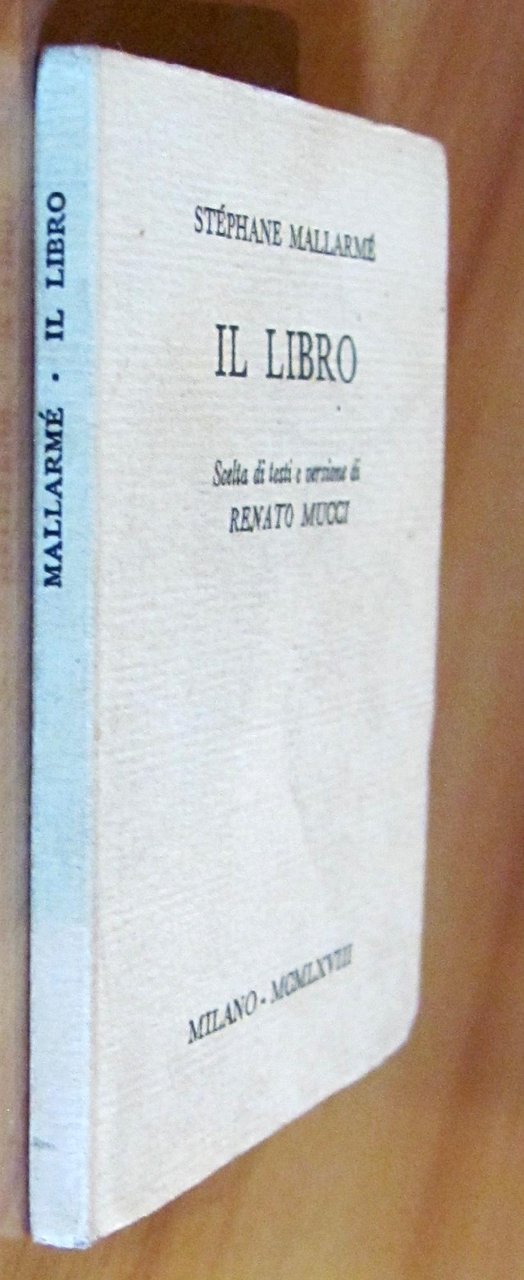 MALLARMÉ · IL LIBRO
STÉPHANE MALLARMÉ
IL LIBRO
Scelta di testi e versione di
RENATO MUCCI
MILANO - MCMLXVIII